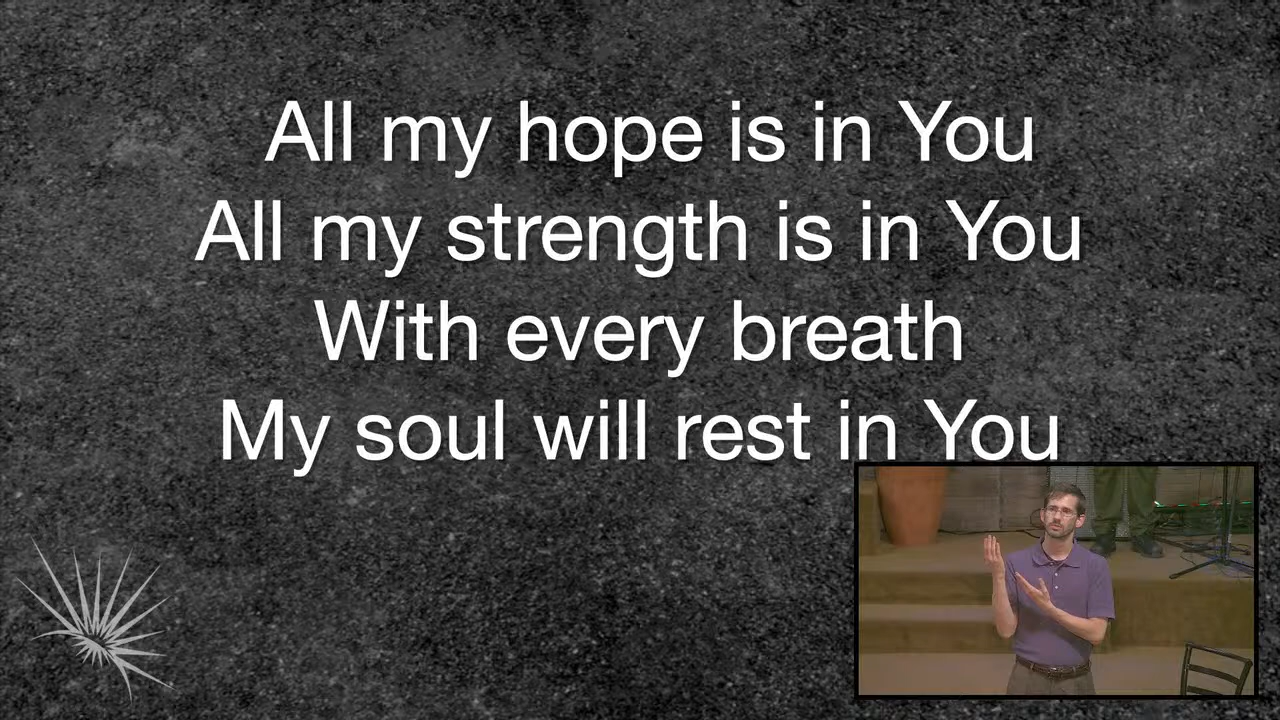 All my hope is in You
All my strength is in You
With every breath
My soul will rest in You